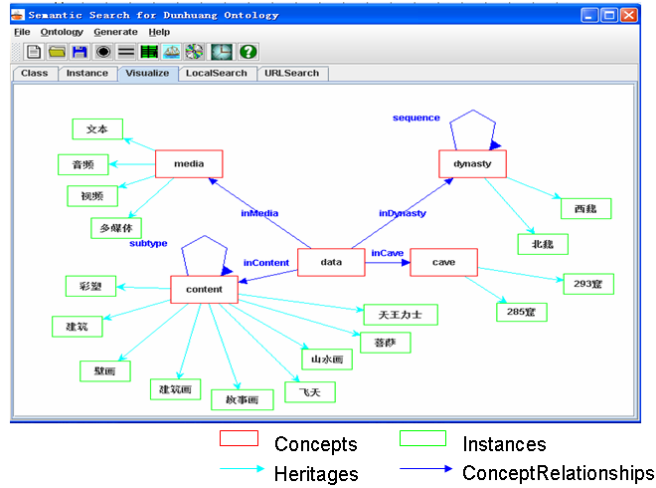 Semantic Search for Dunhuang Ontology
File Ontology Generate Help
Class Instance Visualize LocalSearch URLSearch
sequence
文本
音频
media
dynasty
视频
西魏
inMedia
inDynasty
多媒体
北魏
subtype
inContent
data
inCave
cave
彩塑
content
293窟
285窟
天王力士
建筑
菩萨
山水画
壁画
建筑画
飞天
故事画
Concepts
Instances
Heritages
ConceptRelationships